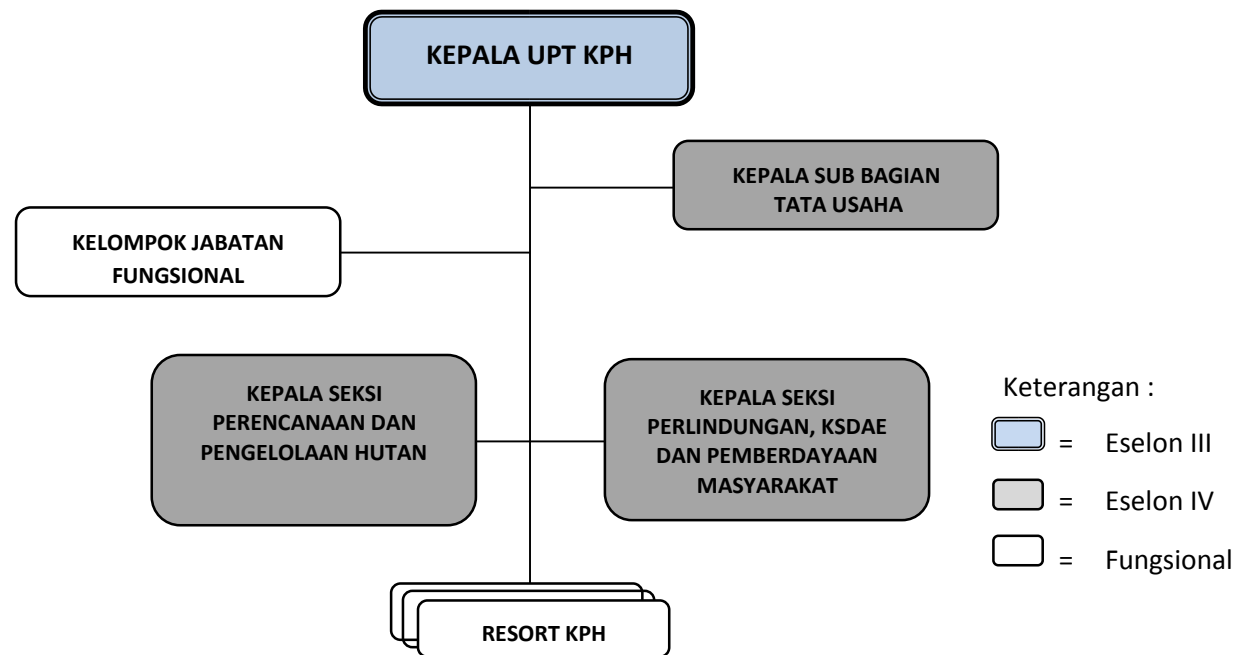 KEPALA UPT KPH
KEPALA SUB BAGIAN
TATA USAHA
KELOMPOK JABATAN
FUNGSIONAL
KEPALA SEKSI
PERENCANAAN DAN
PENGELOLAAN HUTAN
KEPALA SEKSI
PERLINDUNGAN, KSDAE
DAN PEMBERDAYAAN
MASYARAKAT
Keterangan :
= Eselon III
= Eselon IV
= Fungsional
RESORT KPH